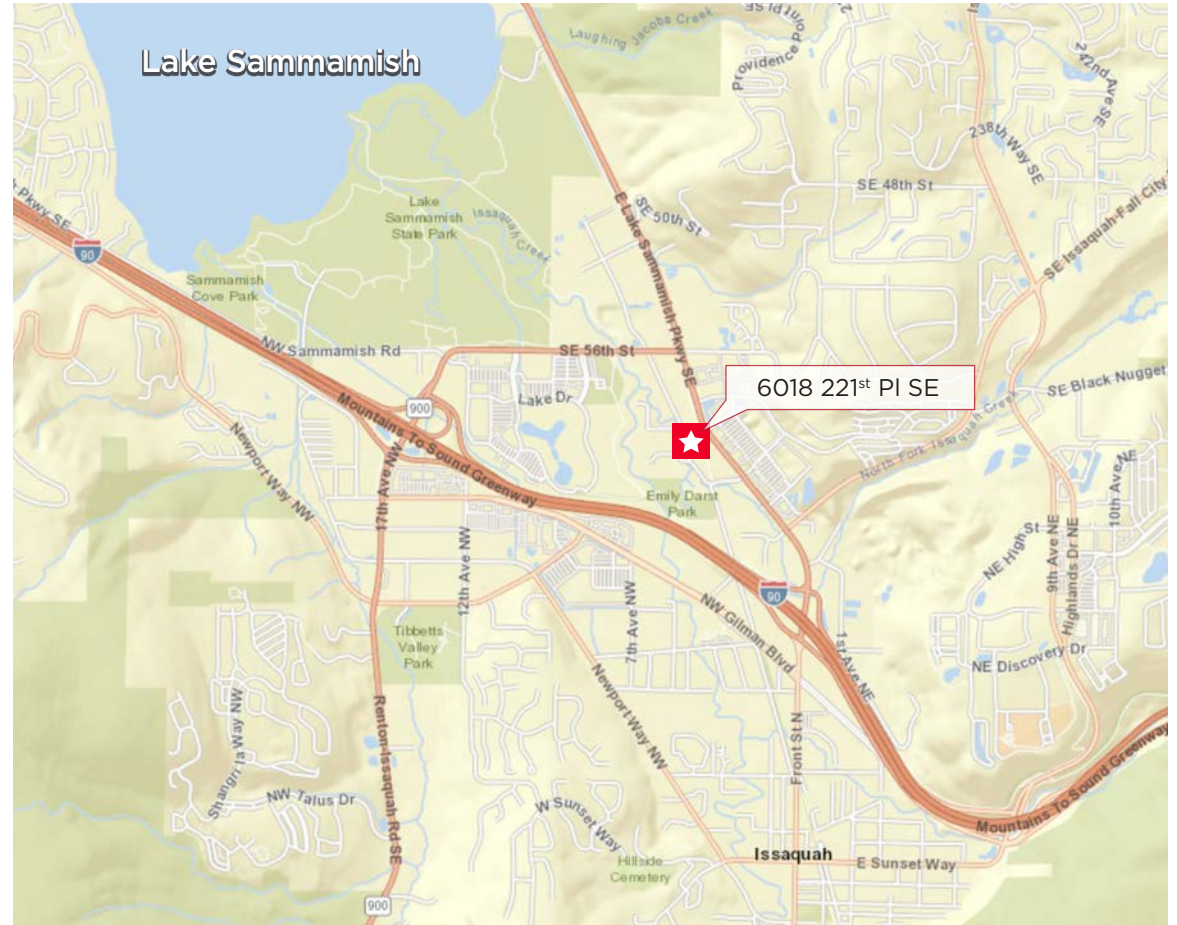 Lake Sammamish
Laughing Jacobs Creek
Providence Point Pl
242nd Ave SE
238th Way SE
SE 48th St
SE Issaquah-Fall-City
k Pkwy SE
90
Lake
Sammamish
State Park
Issaquah Creek
SE 50th St
E Lake Sammamish Pkwy SE
Sammamish
Cove Park
NW Sammamish Rd
SE 56th St
Lake Dr
6018 221st Pl SE
SE Black Nugget
900
Mountains To Sound Greenway
North Fork Issaquah Creek
Newport Way NW
17th Ave NW
Emily Darst
Park
10th Ave NE
NE High St
9th Ave NE
Highlands Dr NE
12th Ave NW
90
7th Ave NW
NW Gilman Blvd
1st Ave NE
Tibbetts
Valley
Park
NE Discovery Dr
Newport Way NW
Renton-Issaquah Rd SE
Shangri la Way NW
Front St N
Mountains To Sound Greenway
NW Talus Dr
W Sunset Way
Issaquah
E Sunset Way
Hillside
Cemetery
900